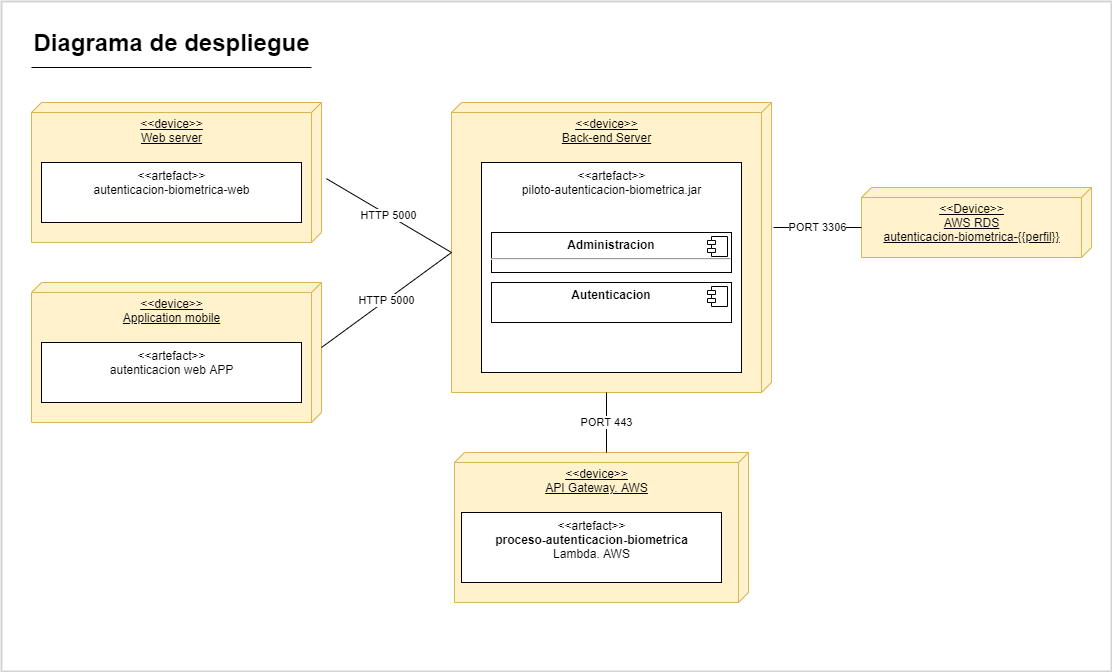 Diagrama de despliegue
<<device>>
Web server
<<artefact>>
autenticacion-biometrica-web
HTTP 5000
<<device>>
Application mobile
<<artefact>>
autenticacion web APP
HTTP 5000
<<device>>
Back-end Server
<<artefact>>
piloto-autenticacion-biometrica.jar
Administracion
Autenticacion
PORT 3306
<<Device>>
AWS RDS
autenticacion-biometrica-{{perfil}}
PORT 443
<<device>>
API Gateway. AWS
<<artefact>>
proceso-autenticacion-biometrica
Lambda. AWS